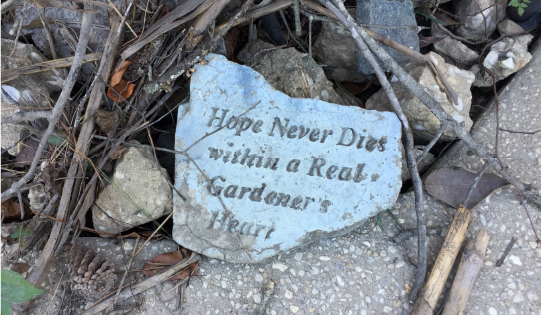 Hope Never Dies
within a Real
Gardener's
Heart